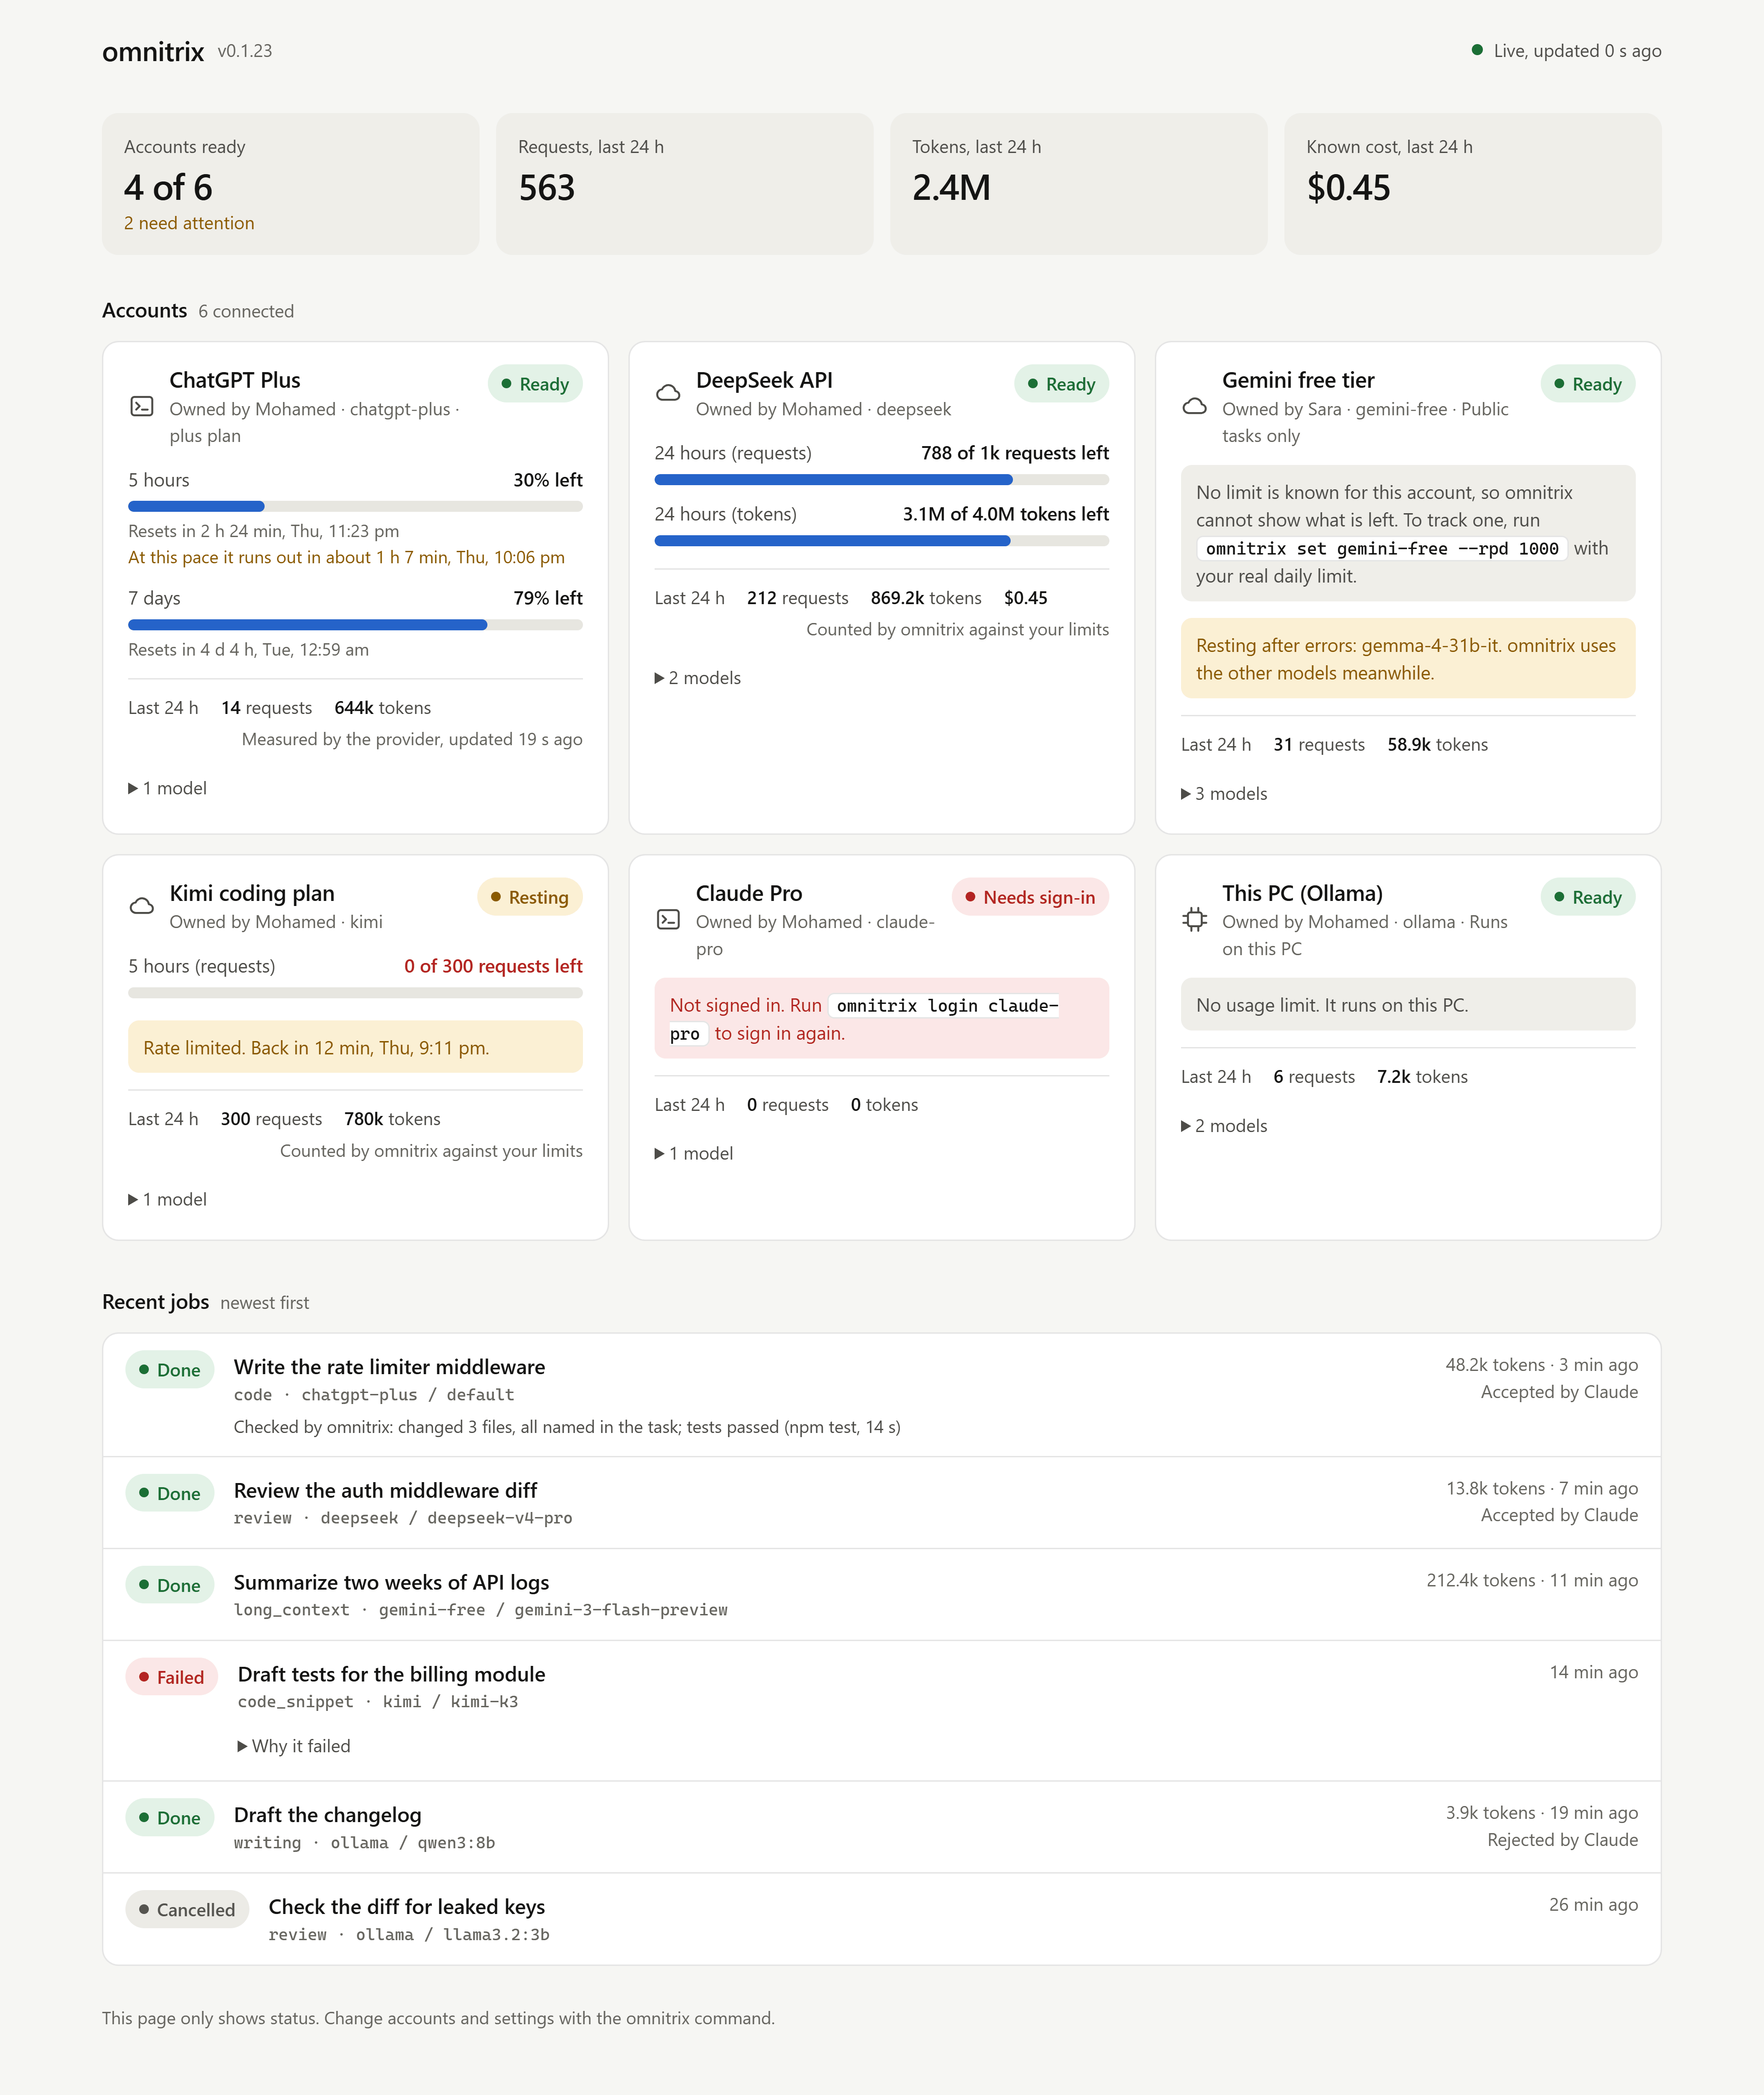 omnitrix v0.1.23
Live, updated 0 s ago
Accounts ready
4 of 6
2 need attention
Requests, last 24 h
563
Tokens, last 24 h
2.4M
Known cost, last 24 h
$0.45
Accounts 6 connected
ChatGPT Plus
Ready
Owned by Mohamed · chatgpt-plus ·
plus plan
5 hours 30% left
Resets in 2 h 24 min, Thu, 11:23 pm
At this pace it runs out in about 1 h 7 min, Thu, 10:06 pm
7 days 79% left
Resets in 4 d 4 h, Tue, 12:59 am
Last 24 h 14 requests 644k tokens
Measured by the provider, updated 19 s ago
1 model
DeepSeek API
Ready
Owned by Mohamed · deepseek
24 hours (requests) 788 of 1k requests left
24 hours (tokens) 3.1M of 4.0M tokens left
Last 24 h 212 requests 869.2k tokens $0.45
Counted by omnitrix against your limits
2 models
Gemini free tier
Ready
Owned by Sara · gemini-free · Public
tasks only
No limit is known for this account, so omnitrix
cannot show what is left. To track one, run
omnitrix set gemini-free --rpd 1000 with
your real daily limit.
Resting after errors: gemma-4-31b-it. omnitrix uses
the other models meanwhile.
Last 24 h 31 requests 58.9k tokens
3 models
Kimi coding plan
Resting
Owned by Mohamed · kimi
5 hours (requests) 0 of 300 requests left
Rate limited. Back in 12 min, Thu, 9:11 pm.
Last 24 h 300 requests 780k tokens
Counted by omnitrix against your limits
1 model
Claude Pro
Needs sign-in
Owned by Mohamed · claude-
pro
Not signed in. Run omnitrix login claude-
pro to sign in again.
Last 24 h 0 requests 0 tokens
1 model
This PC (Ollama)
Ready
Owned by Mohamed · ollama · Runs
on this PC
No usage limit. It runs on this PC.
Last 24 h 6 requests 7.2k tokens
2 models
Recent jobs newest first
Done Write the rate limiter middleware 48.2k tokens · 3 min ago
code · chatgpt-plus / default Accepted by Claude
Checked by omnitrix: changed 3 files, all named in the task; tests passed (npm test, 14 s)
Done Review the auth middleware diff 13.8k tokens · 7 min ago
review · deepseek / deepseek-v4-pro Accepted by Claude
Done Summarize two weeks of API logs 212.4k tokens · 11 min ago
long_context · gemini-free / gemini-3-flash-preview
Failed Draft tests for the billing module 14 min ago
code_snippet · kimi / kimi-k3
Why it failed
Done Draft the changelog 3.9k tokens · 19 min ago
writing · ollama / qwen3:8b Rejected by Claude
Cancelled Check the diff for leaked keys 26 min ago
review · ollama / llama3.2:3b
This page only shows status. Change accounts and settings with the omnitrix command.